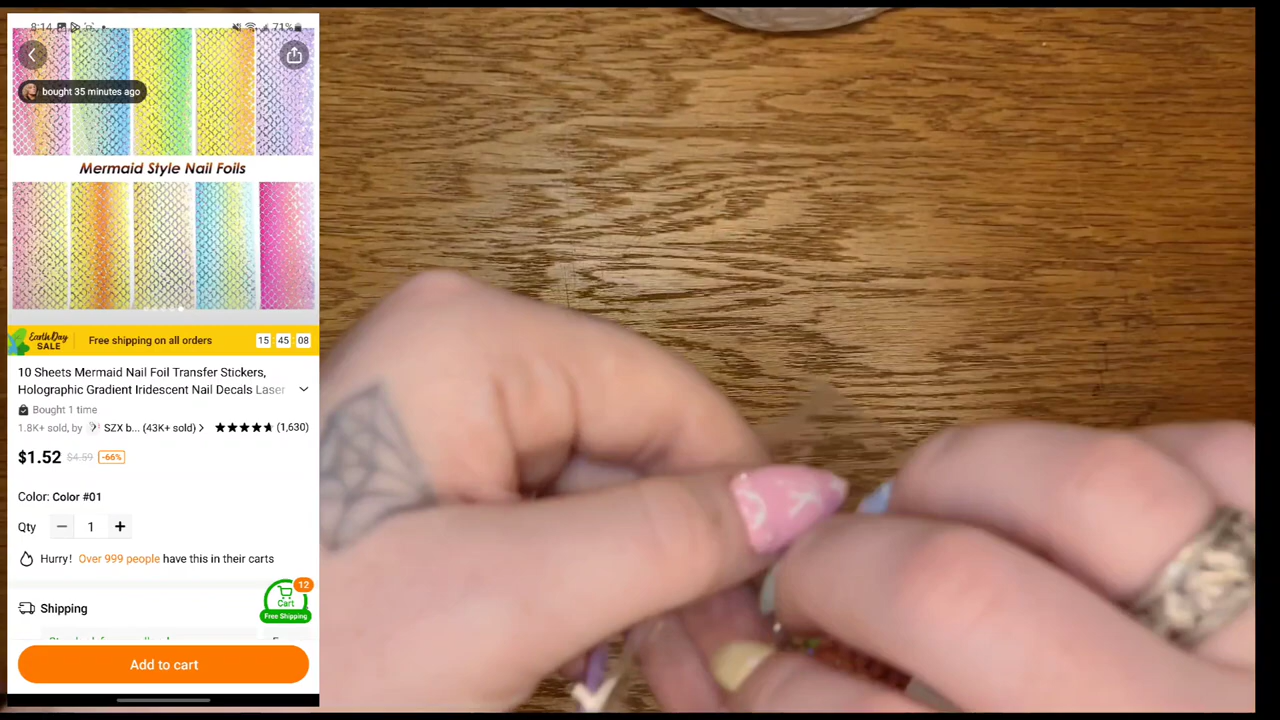 8:14
71%
bought 35 minutes ago
Mermaid Style Nail Foils
Earth Day SALE
Free shipping on all orders
15 45 08
10 Sheets Mermaid Nail Foil Transfer Stickers,
Holographic Gradient Iridescent Nail Decals Laser
Bought 1 time
1.8K+ sold, by SZX b... (43K+ sold) >
(1,630)
$1.52 $4.59 -66%
Color: Color #01
Qty − 1 +
Hurry! Over 999 people have this in their carts
12
Cart
Free Shipping
Shipping
Add to cart